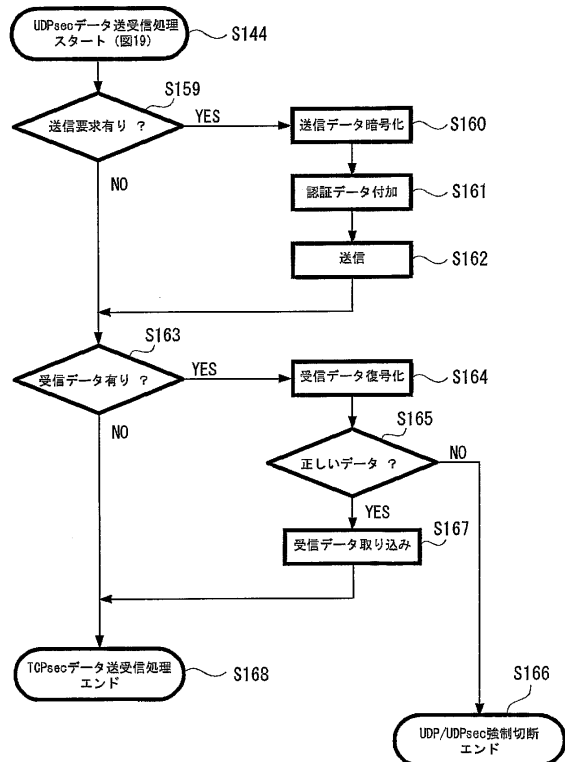 UDPsecデータ送受信処理
スタート (図19)
S144
S159
送信要求有り ?
YES
送信データ暗号化
S160
NO
認証データ付加
S161
送信
S162
S163
受信データ有り ?
YES
受信データ復号化
S164
NO
S165
正しいデータ ?
NO
YES
S167
受信データ取り込み
TCPsecデータ送受信処理
エンド
S168
S166
UDP/UDPsec強制切断
エンド